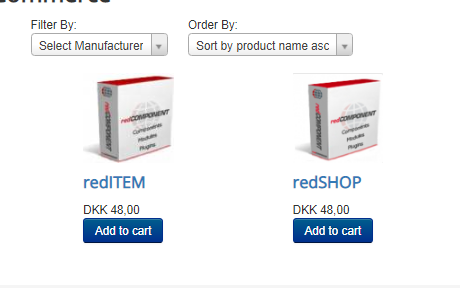 commerce
Filter By:
Order By:
Select Manufacturer
Sort by product name asc
redCOMPONENT
Components
Modules
Plugins
redCOMPONENT
Components
Modules
Plugins
redITEM
redSHOP
DKK 48,00
DKK 48,00
Add to cart
Add to cart